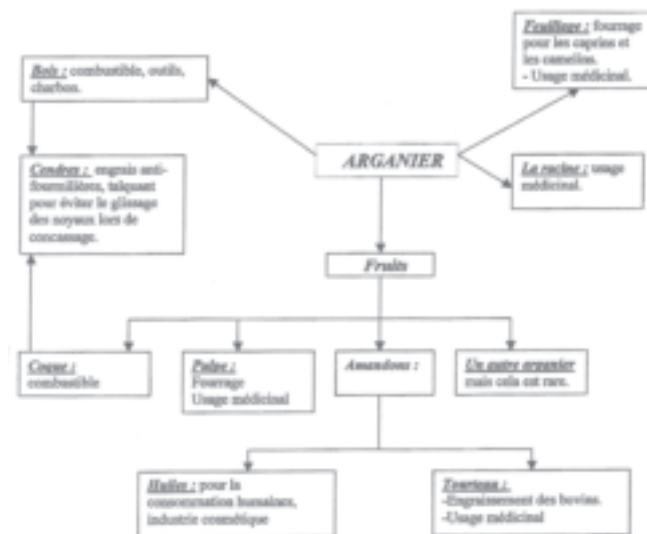 Feuillage : fourrage
pour les caprins et
les camelins.
- Usage médicinal.
Bois : combustible, outils,
charbon.
ARGANIER
Cendres : engrais anti-
fourmilières, talquant
pour éviter le glissage
des noyaux lors de
concassage.
La racine : usage
médicinal.
Fruits
Coque :
combustible
Pulpe :
Fourrage
Usage médicinal
Amandons :
Un autre arganier
mais cela est rare.
Huiles : pour la
consommation humaines,
industrie cosmétique
Tourteau :
-Engraissement des bovins.
-Usage médicinal